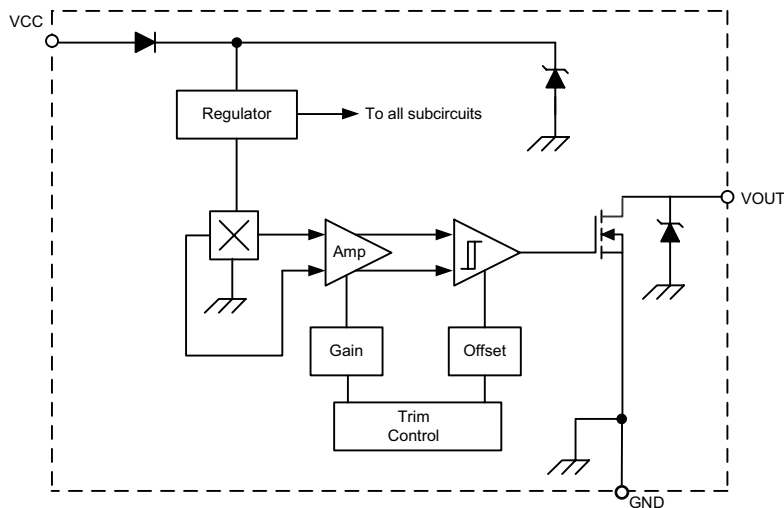 VCC
Regulator
To all subcircuits
VOUT
Amp
Gain
Offset
Trim
Control
GND